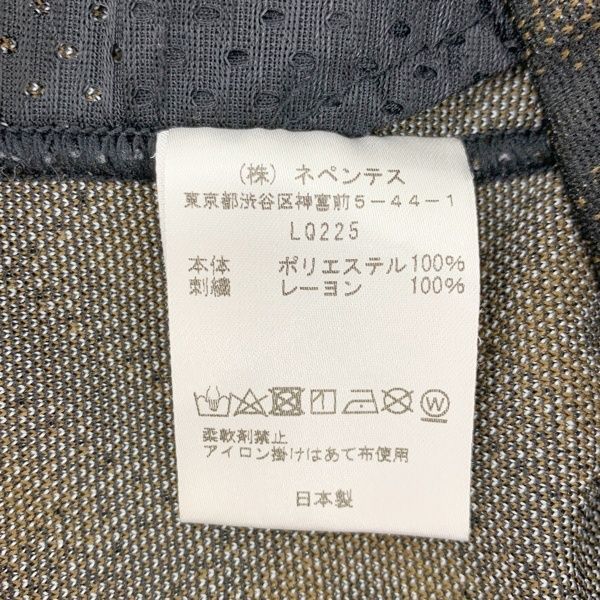 (株)ネペンテス
東京都渋谷区神宮前5-44-1
LQ225
本体 ポリエステル100%
刺繍 レーヨン 100%
W
柔軟剤禁止
アイロン掛けはあて布使用
日本製